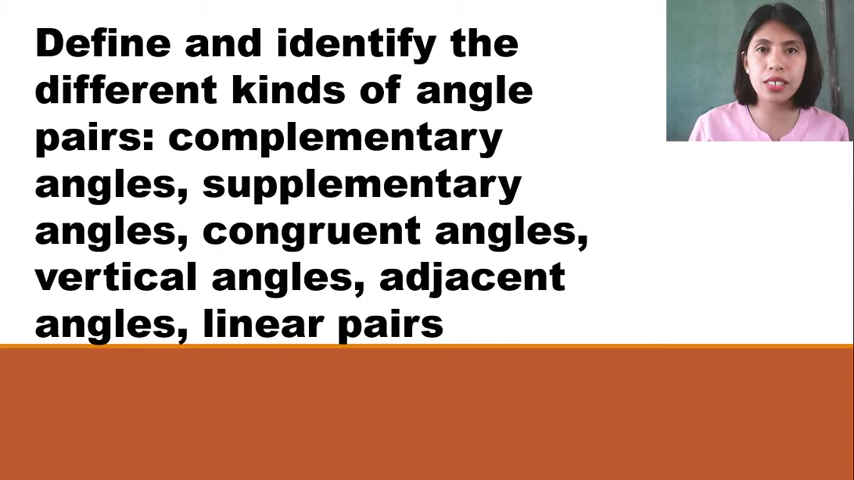 Define and identify the
different kinds of angle
pairs: complementary
angles, supplementary
angles, congruent angles,
vertical angles, adjacent
angles, linear pairs